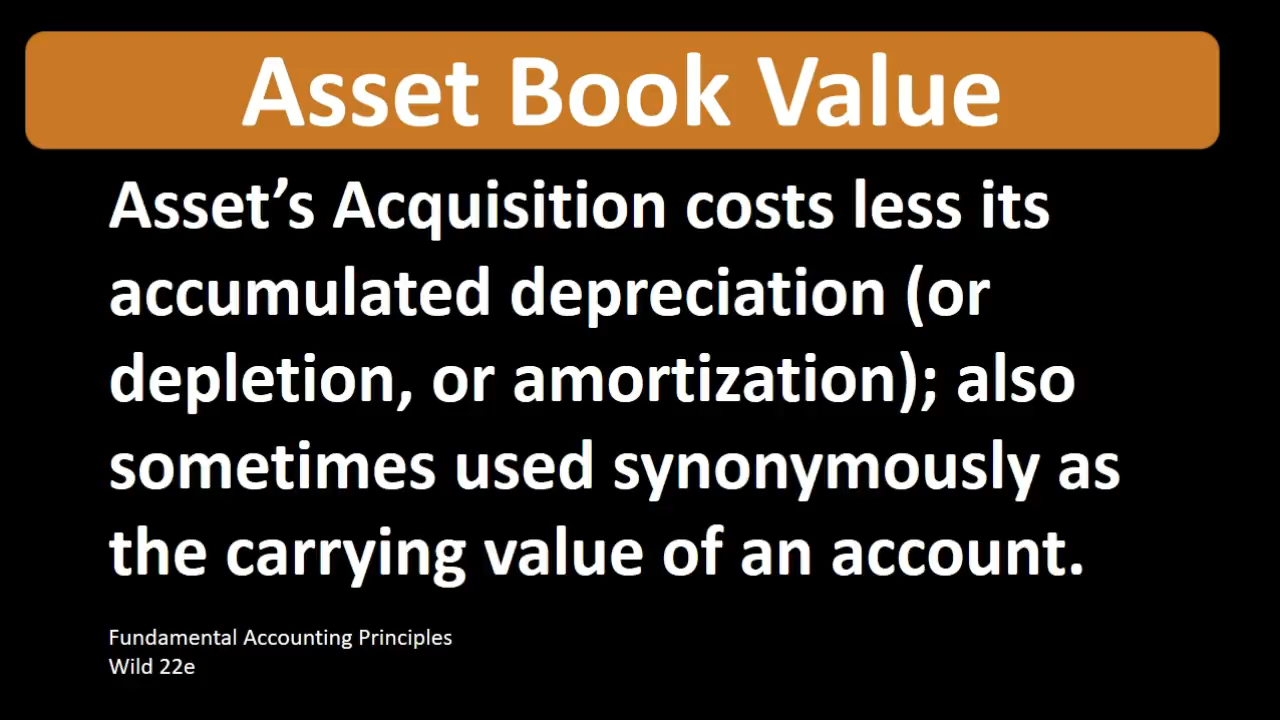 Asset Book Value
Asset’s Acquisition costs less its
accumulated depreciation (or
depletion, or amortization); also
sometimes used synonymously as
the carrying value of an account.
Fundamental Accounting Principles
Wild 22e